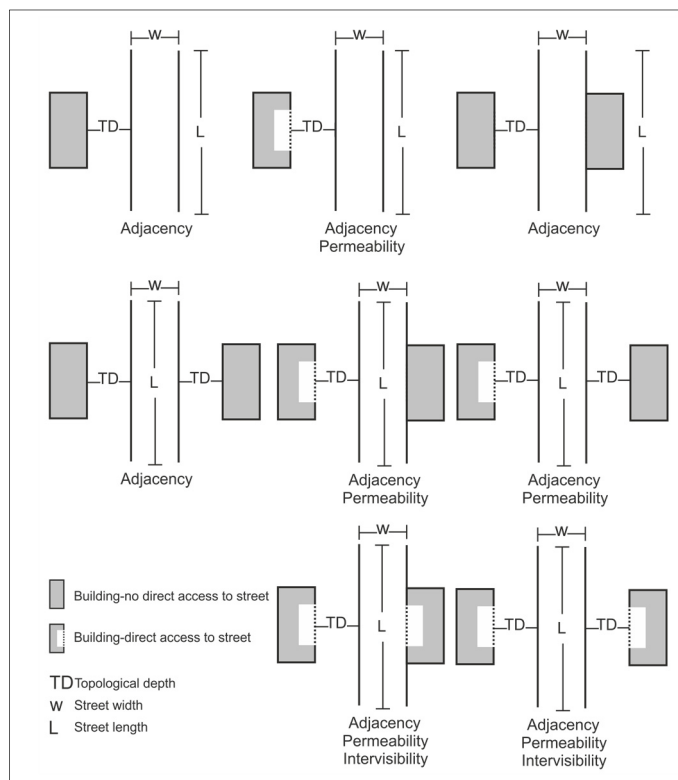 W
W
W
TD
L
TD
L
TD
L
Adjacency
Adjacency
Permeability
Adjacency
W
W
W
TD
L
TD
TD
L
TD
L
TD
Adjacency
Adjacency
Permeability
Adjacency
Permeability
W
W
TD
L
TD
L
TD
Adjacency
Permeability
Intervisibility
Adjacency
Permeability
Intervisibility
Building-no direct access to street
Building-direct access to street
TD Topological depth
W Street width
L Street length